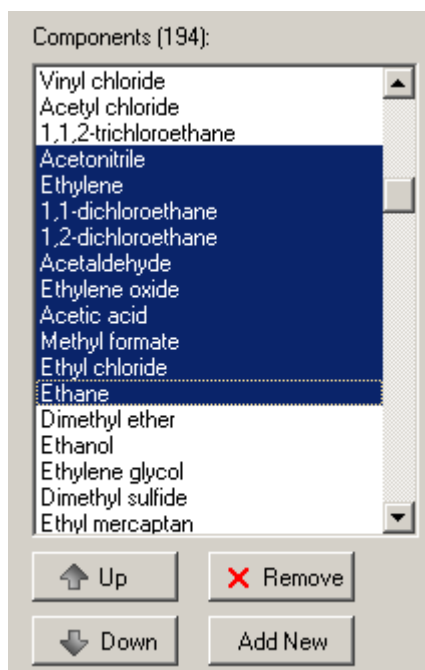 Components (194):
Vinyl chloride
Acetyl chloride
1,1,2-trichloroethane
Acetonitrile
Ethylene
1,1-dichloroethane
1,2-dichloroethane
Acetaldehyde
Ethylene oxide
Acetic acid
Methyl formate
Ethyl chloride
Ethane
Dimethyl ether
Ethanol
Ethylene glycol
Dimethyl sulfide
Ethyl mercaptan
Up
Remove
Down
Add New